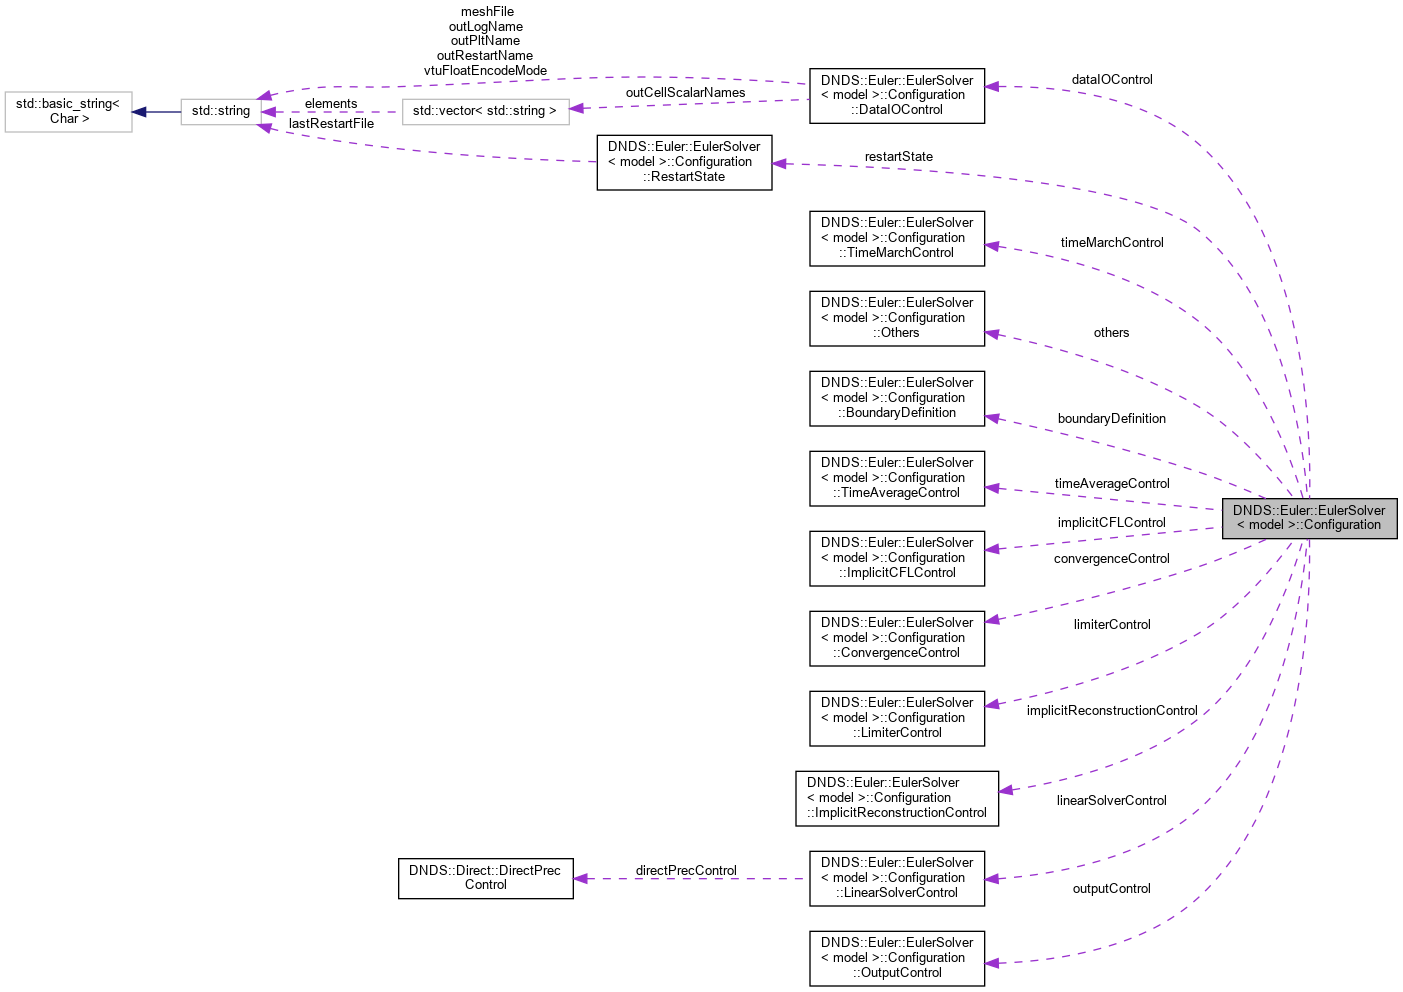 meshFile
outLogName
outPltName
outRestartName
vtuFloatEncodeMode
std::basic_string<
Char >
std::string
elements
lastRestartFile
std::vector< std::string >
outCellScalarNames
DNDS::Euler::EulerSolver
< model >::Configuration
::DataIOControl
dataIOControl
DNDS::Euler::EulerSolver
< model >::Configuration
::RestartState
restartState
DNDS::Euler::EulerSolver
< model >::Configuration
::TimeMarchControl
timeMarchControl
DNDS::Euler::EulerSolver
< model >::Configuration
::Others
others
DNDS::Euler::EulerSolver
< model >::Configuration
::BoundaryDefinition
boundaryDefinition
DNDS::Euler::EulerSolver
< model >::Configuration
::TimeAverageControl
timeAverageControl
DNDS::Euler::EulerSolver
< model >::Configuration
DNDS::Euler::EulerSolver
< model >::Configuration
::ImplicitCFLControl
implicitCFLControl
DNDS::Euler::EulerSolver
< model >::Configuration
::ConvergenceControl
convergenceControl
DNDS::Euler::EulerSolver
< model >::Configuration
::LimiterControl
limiterControl
DNDS::Euler::EulerSolver
< model >::Configuration
::ImplicitReconstructionControl
implicitReconstructionControl
DNDS::Direct::DirectPrec
Control
directPrecControl
DNDS::Euler::EulerSolver
< model >::Configuration
::LinearSolverControl
linearSolverControl
DNDS::Euler::EulerSolver
< model >::Configuration
::OutputControl
outputControl